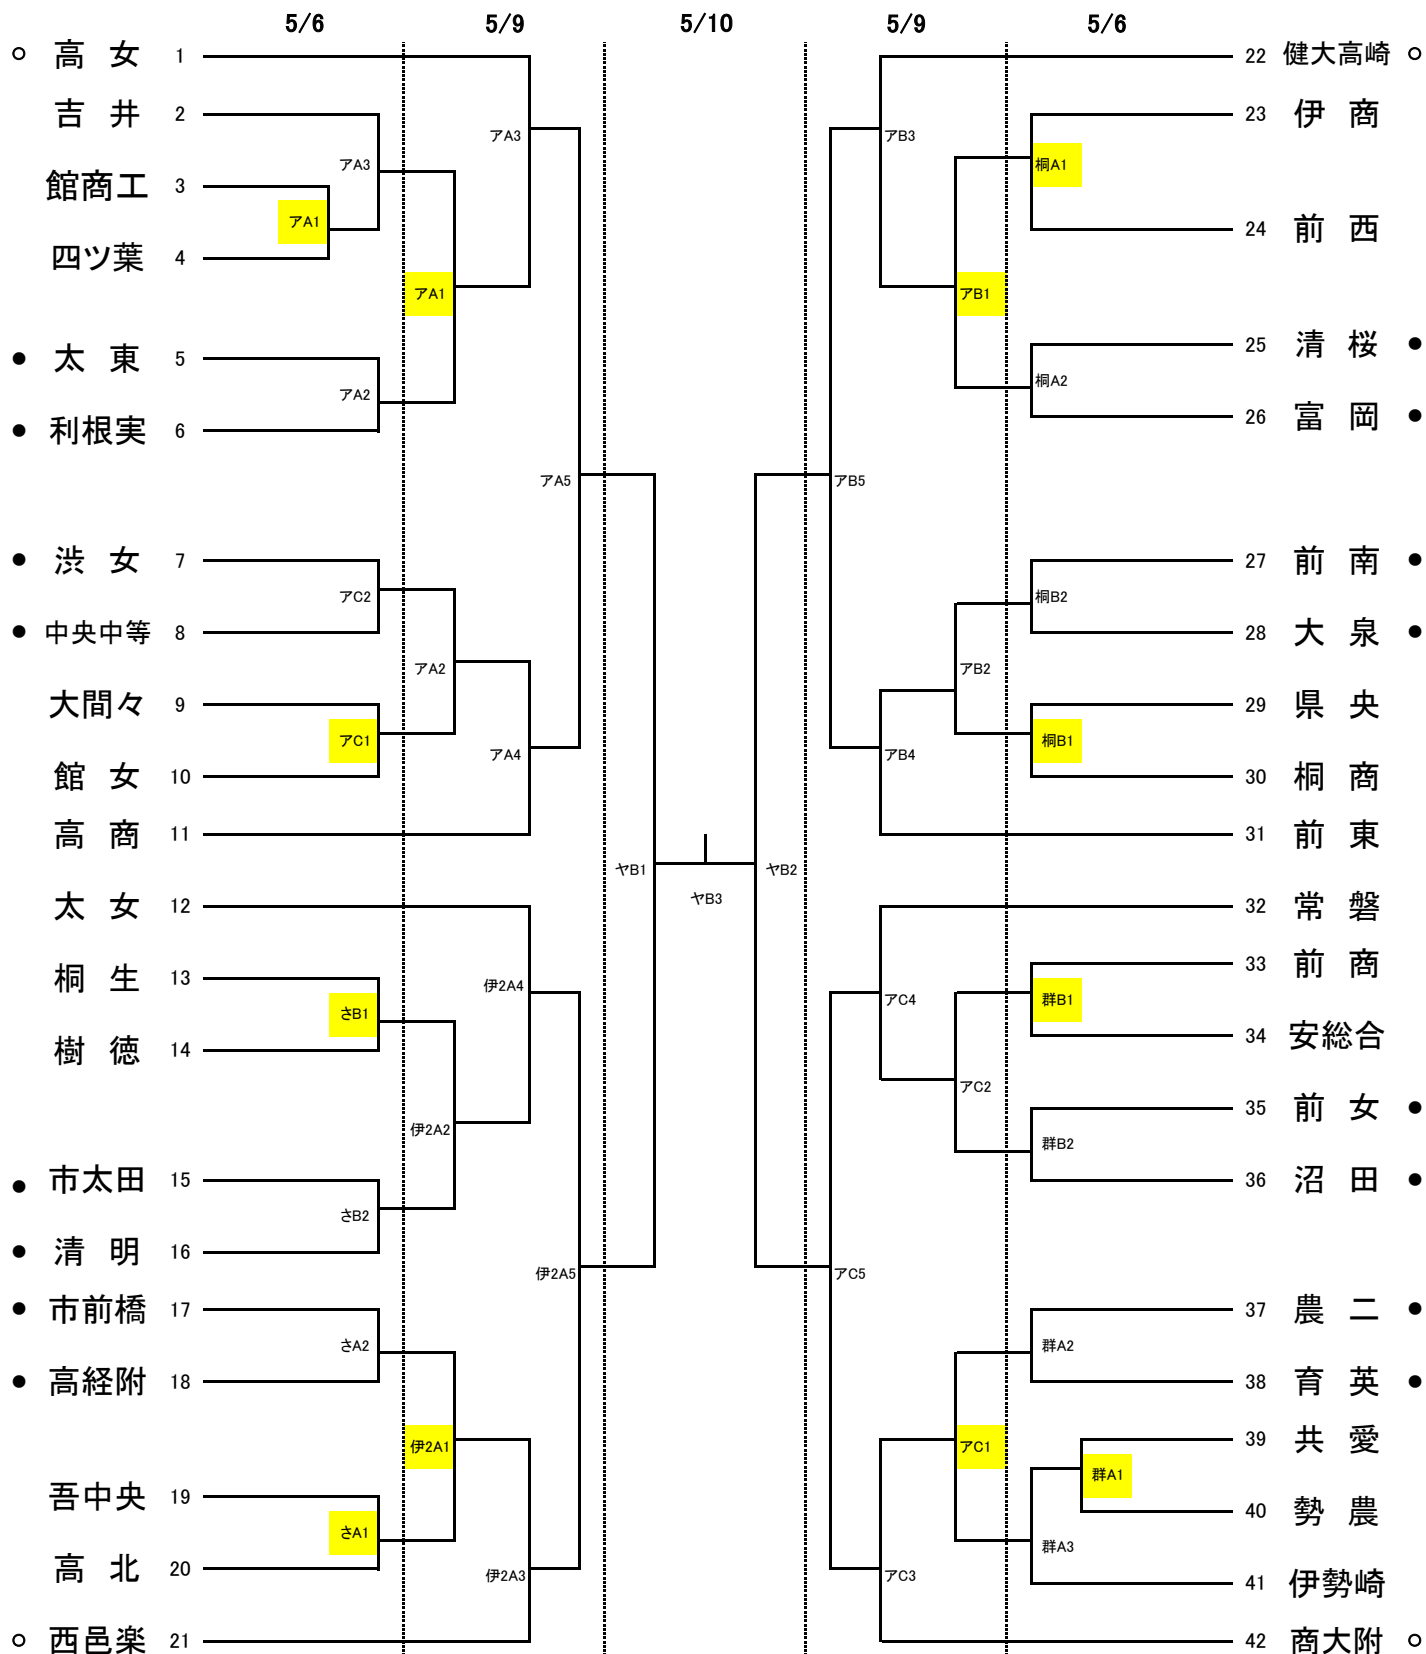 5/6 5/9 5/10 5/9 5/6
○ 高女 1
吉井 2
館商工 3
四ツ葉 4
● 太東 5
● 利根実 6
● 渋女 7
● 中央中等 8
大間々 9
館女 10
高商 11
太女 12
桐生 13
樹徳 14
● 市太田 15
● 清明 16
● 市前橋 17
● 高経附 18
吾中央 19
高北 20
○ 西邑楽 21
アA3
アA1
アA2
アC2
アC1
さB1
さB2
さA2
さA1
アA1
アA2
伊2A2
伊2A1
アA3
アA4
伊2A4
伊2A3
アA5
伊2A5
ヤB1
ヤB3
ヤB2
アB5
アC5
アB3
アB4
アC4
アC3
アB1
アB2
アC2
アC1
桐A1
桐A2
桐B2
桐B1
群B1
群B2
群A2
群A1
群A3
22 健大高崎 ○
23 伊商
24 前西
25 清桜 ●
26 富岡 ●
27 前南 ●
28 大泉 ●
29 県央
30 桐商
31 前東
32 常磐
33 前商
34 安総合
35 前女 ●
36 沼田 ●
37 農二 ●
38 育英 ●
39 共愛
40 勢農
41 伊勢崎
42 商大附 ○